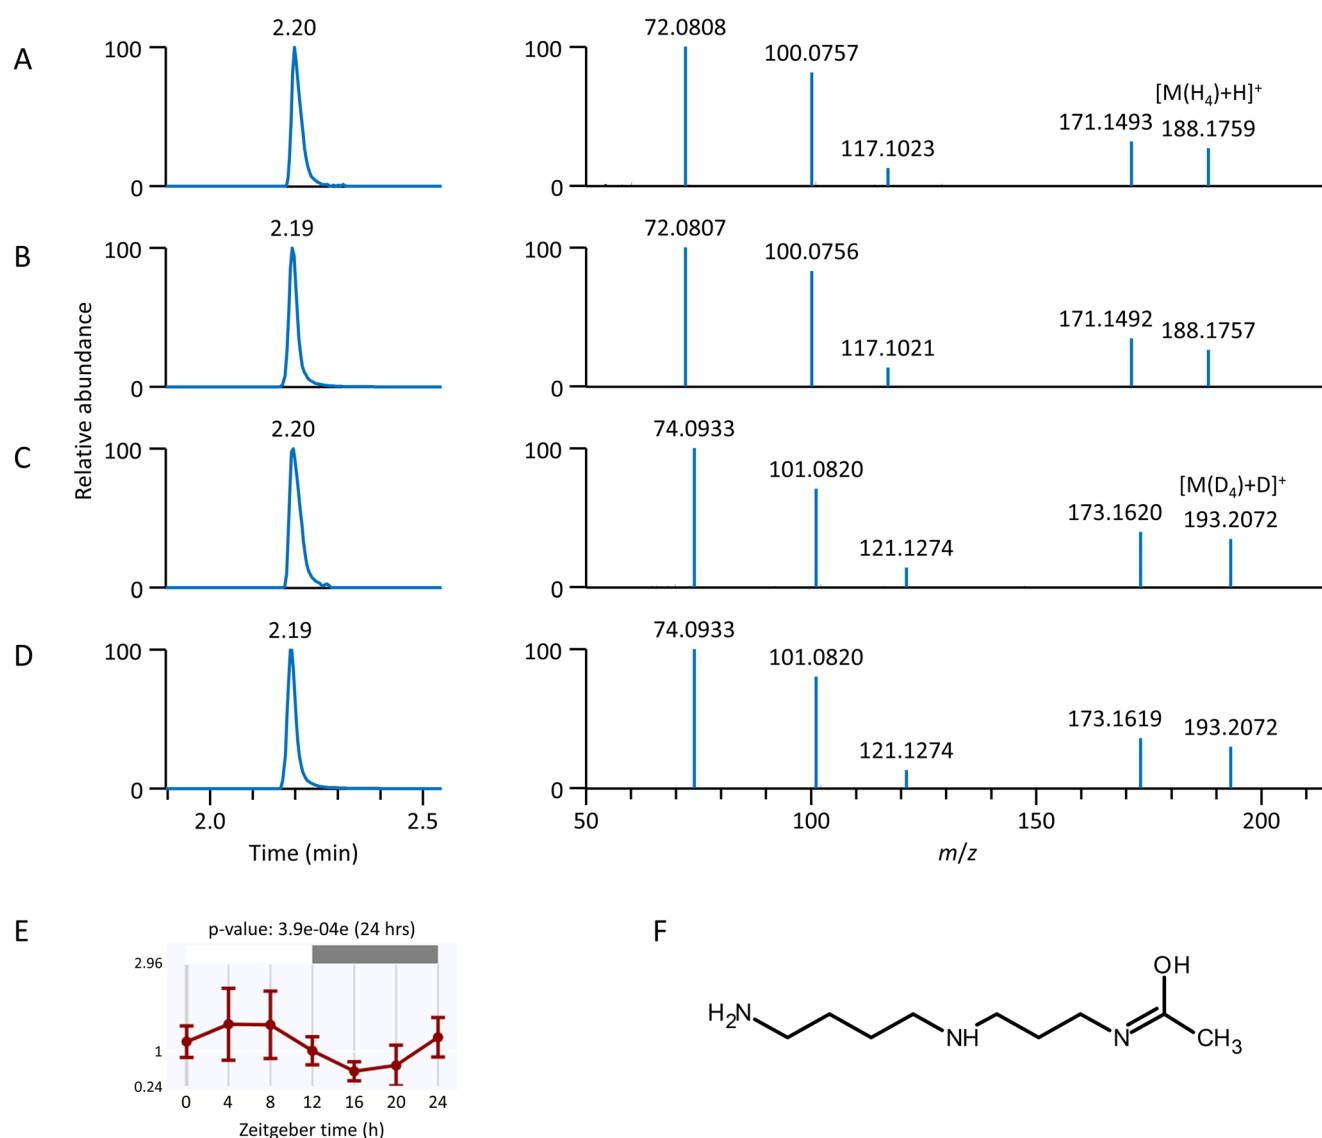 A
100
0
2.20
100
0
72.0808
100.0757
117.1023
171.1493
[M(H₄)+H]⁺
188.1759
B
100
0
2.19
100
0
72.0807
100.0756
117.1021
171.1492
188.1757
Relative abundance
C
100
0
2.20
100
0
74.0933
101.0820
121.1274
173.1620
[M(D₄)+D]⁺
193.2072
D
100
0
2.19
100
0
74.0933
101.0820
121.1274
173.1619
193.2072
2.0 2.5
Time (min)
50 100 150 200
m/z
E
p-value: 3.9e-04e (24 hrs)
2.96
1
0.24
0 4 8 12 16 20 24
Zeitgeber time (h)
F
OH
H₂N
NH
N
CH₃